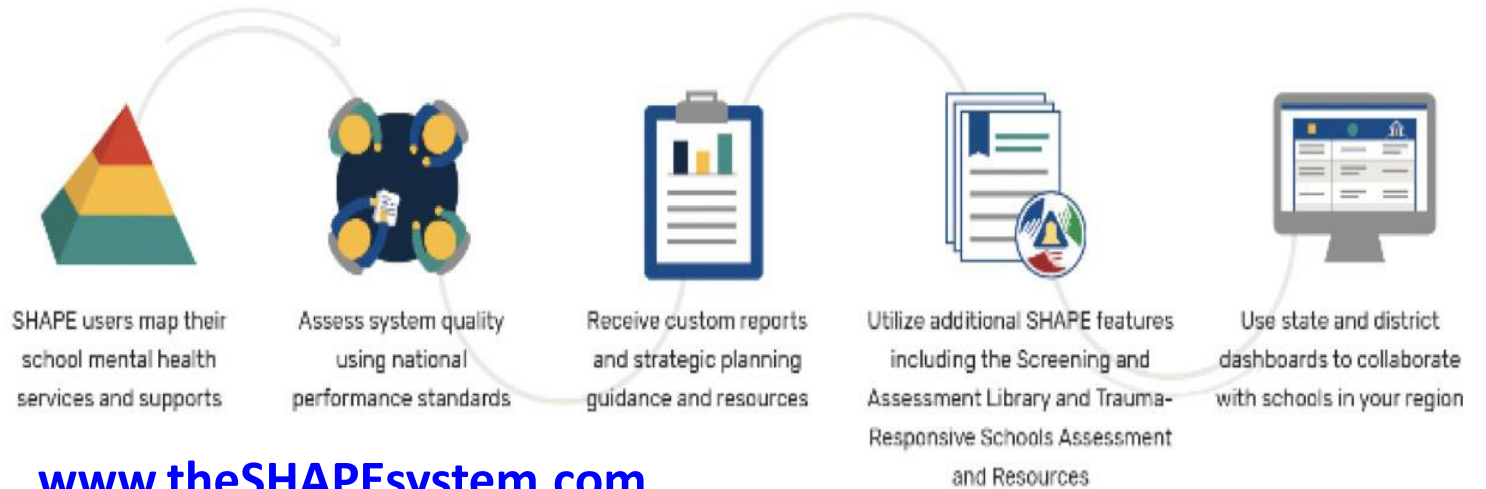 SHAPE users map their
school mental health
services and supports
Assess system quality
using national
performance standards
Receive custom reports
and strategic planning
guidance and resources
Utilize additional SHAPE features
including the Screening and
Assessment Library and Trauma-
Responsive Schools Assessment
and Resources
Use state and district
dashboards to collaborate
with schools in your region
www.theSHAPEsystem.com